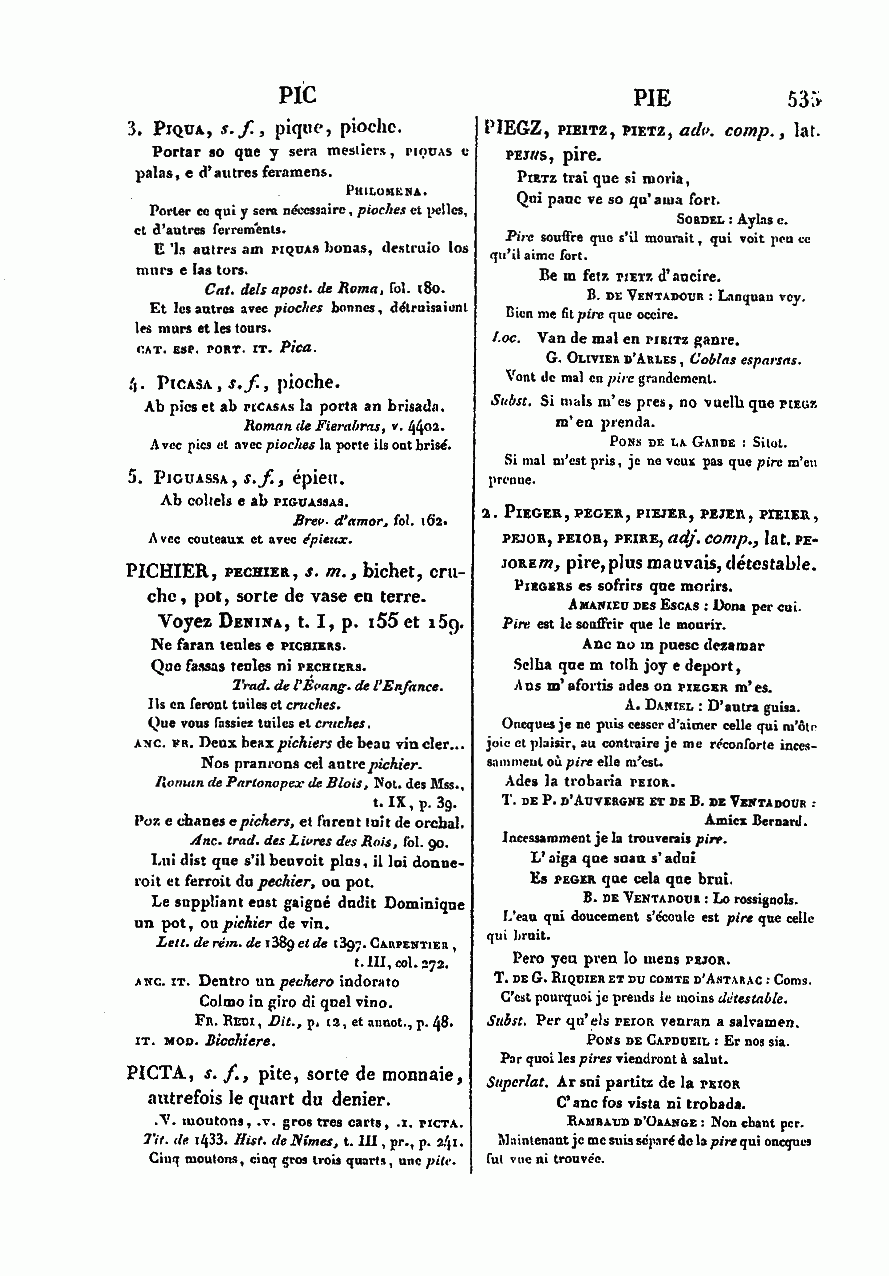 PIC
PIE 535
3. PIQUA, s. f., pique, pioche.
Portar so que y sera mestiers, PIQUAS e
palas, e d'autres feramens.
PHILOMENA.
Porter ce qui y sera nécessaire, pioches et pelles,
et d'autres ferrements.
E 'ls autres am PIQUAS bonas, destruio los
murs e las tors.
Cat. dels apost. de Roma, fol. 180.
Et les autres avec pioches bonnes, détruisaient
les murs et les tours.
CAT. ESP. PORT. IT. Pica.
4. PICASA, s. f., pioche.
Ab pics et ab PICASAS la porta an brisada.
Roman de Fierabras, v. 4402.
Avec pics et avec pioches la porte ils ont brisé.
5. PIGUASSA, s. f., épieu.
Ab coltels e ab PIGUASSAS.
Brev. d'amor, fol. 162.
Avec couteaux et avec épieux.
PICHIER, PECHIER, s. m., bichet, cru-
che, pot, sorte de vase en terre.
Voyez DENINA, t. I, p. 155 et 159.
Ne faran teules e PICHIERS.
Que fassas teules ni PECHIERS.
Trad. de l'Évang. de l'Enfance.
Ils en feront tuiles et cruches.
Que vous fassiez tuiles et cruches.
ANC. FR. Deux beax pichiers de beau vin cler...
Nos pranrons cel autre pichier.
Roman de Partonopex de Blois, Not. des Mss.,
t. IX, p. 39.
Poz e chanes e pichers, et furent tuit de orchal.
Anc. trad. des Livres des Rois, fol. 90.
Lui dist que s'il beuvoit plus, il lui donne-
roit et ferroit du pechier, ou pot.
Le suppliant eust gaigné dudit Dominique
un pot, ou pichier de vin.
Lett. de rém. de 1389 et de 1397. CARPENTIER,
t. III, col. 272.
ANC. IT. Dentro un pechero indorato
Colmo in giro di quel vino.
FR. REDI, Dit., p. 12, et annot., p. 48.
IT. MOD. Bicchiere.
PICTA, s. f., pite, sorte de monnaie,
autrefois le quart du denier.
.V. moutons, .v. gros tres carts, .I. PICTA.
Tit. de 1433. Hist. de Nîmes, t. III, pr., p. 241.
Cinq moutons, cinq gros trois quarts, une pite.
PIEGZ, PIEITZ, PIETZ, adv. comp., lat.
PEJUS, pire.
PIETZ trai que si moria,
Qui pauc ve so qu'ama fort.
SORDEL : Aylas e.
Pire souffre que s'il mourait, qui voit peu ce
qu'il aime fort.
Be m fetz PIETZ d'aucire.
B. DE VENTADOUR : Lanquan vey.
Bien me fit pire que occire.
Loc. Van de mal en PIEITZ ganre.
G. OLIVIER D'ARLES, Coblas esparsas.
Vont de mal en pire grandement.
Subst. Si mals m'es pres, no vuelh que PIEGZ
m'en prenda.
PONS DE LA GARDE : Sitot.
Si mal m'est pris, je ne veux pas que pire m'en
prenne.
2. PIEGER, PEGER, PIEJER, PEJER, PIEIER,
PEJOR, PEIOR, PEIRE, adj. comp., lat. PE-
JOREm, pire, plus mauvais, détestable.
PIEGERS es sofrirs que morirs.
AMANIEU DES ESCAS : Dona per cui.
Pire est le souffrir que le mourir.
Anc no m puesc dezamar
Selha que m tolh joy e deport,
Ans m'afortis ades on PIEGER m'es.
A. DANIEL : D'autra guisa.
Oncques je ne puis cesser d'aimer celle qui m'ôte
joie et plaisir, au contraire je me réconforte inces-
samment où pire elle m'est.
Ades la trobaria PEIOR.
T. DE P. D'AUVERGNE ET DE B. DE VENTADOUR :
Amicx Bernard.
Incessamment je la trouverais pire.
L'aiga que suau s'adui
Es PEGER que cela que brui.
B. DE VENTADOUR : Lo rossignols.
L'eau qui doucement s'écoule est pire que celle
qui bruit.
Pero yeu pren lo mens PEJOR.
T. DE G. RIQUIER ET DU COMTE D'ASTARAC : Coms.
C'est pourquoi je prends le moins détestable.
Subst. Per qu'els PEIOR venran a salvamen.
PONS DE CAPDUEIL : Er nos sia.
Par quoi les pires viendront à salut.
Superlat. Ar sui partitz de la PEIOR
C'anc fos vista ni trobada.
RAMBAUD D'ORANGE : Non chant per.
Maintenant je me suis séparé de la pire qui oncques
fut vue ni trouvée.